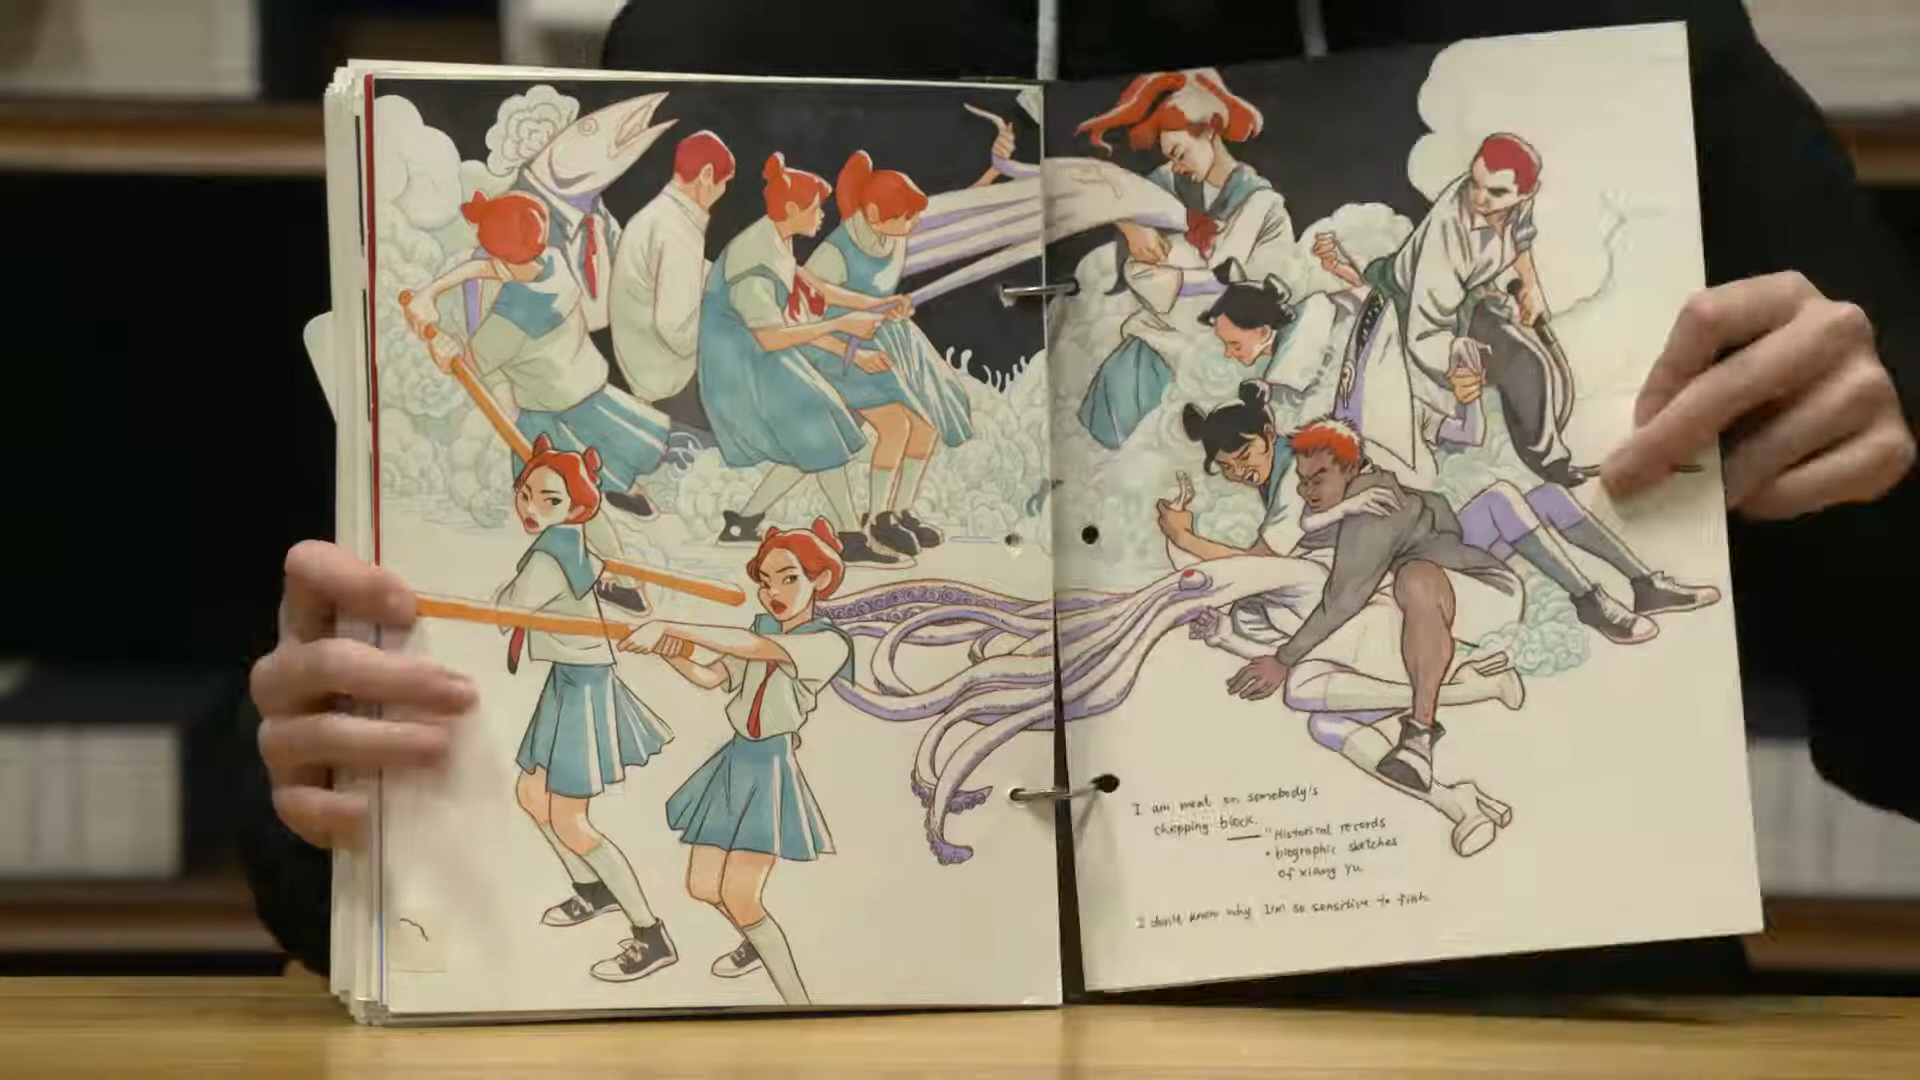 I am meat on somebody's
chopping block.
—— "Historical records
• biographic sketches
of xiang Yu
I don't know why I'm so sensitive to fish.